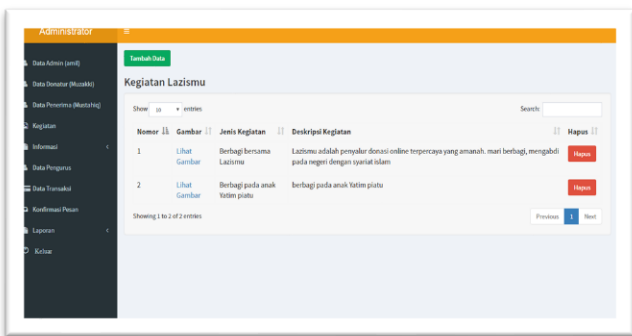 Administrator
Data Admin (amil)
Data Donatur (Muzakki)
Data Penerima (Mustahiq)
Kegiatan
Informasi
Data Pengurus
Data Transaksi
Konfirmasi Pesan
Laporan
Keluar
Tambah Data
Kegiatan Lazismu
Show 10 entries Search:
Nomor Gambar Jenis Kegiatan Deskripsi Kegiatan Hapus
1 Lihat Gambar Berbagi bersama Lazismu Lazismu adalah penyalur donasi online terpercaya yang amanah. mari berbagi, mengabdi pada negeri dengan syariat islam Hapus
2 Lihat Gambar Berbagi pada anak Yatim piatu berbagi pada anak Yatim piatu Hapus
Showing 1 to 2 of 2 entries Previous 1 Next